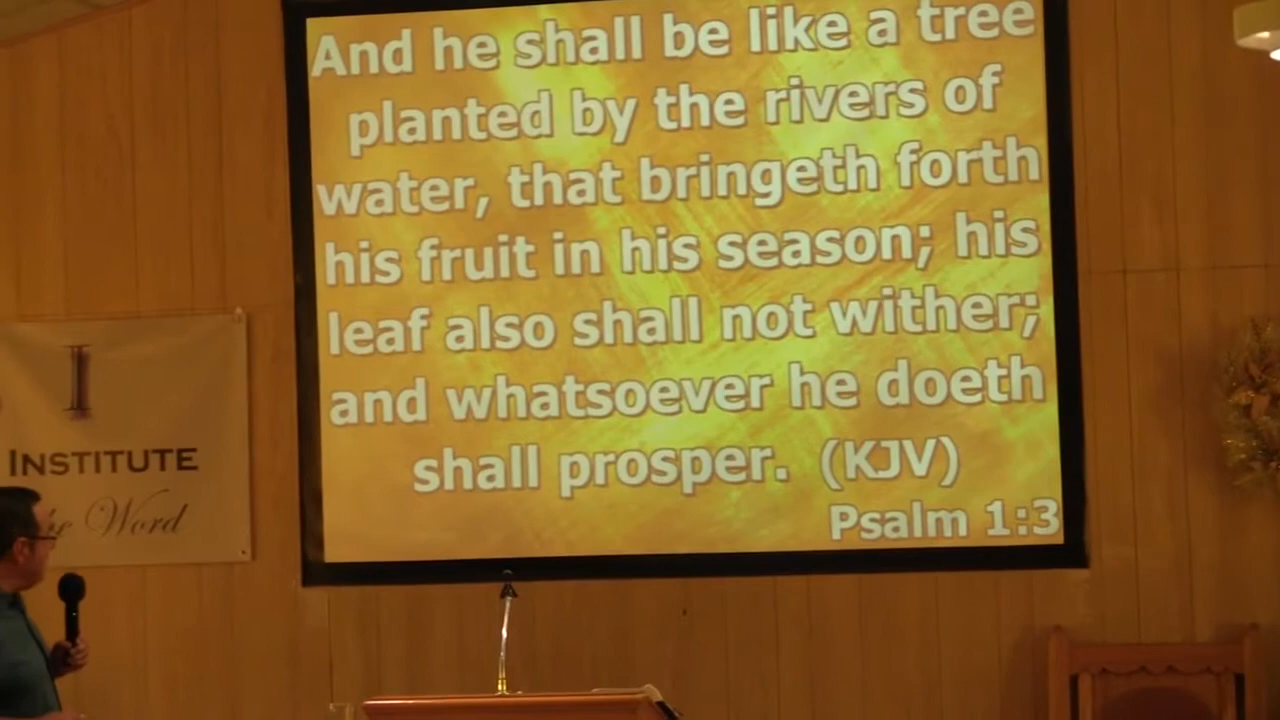 And he shall be like a tree
planted by the rivers of
water, that bringeth forth
his fruit in his season; his
leaf also shall not wither;
and whatsoever he doeth
shall prosper. (KJV)
Psalm 1:3
I
INSTITUTE
Word